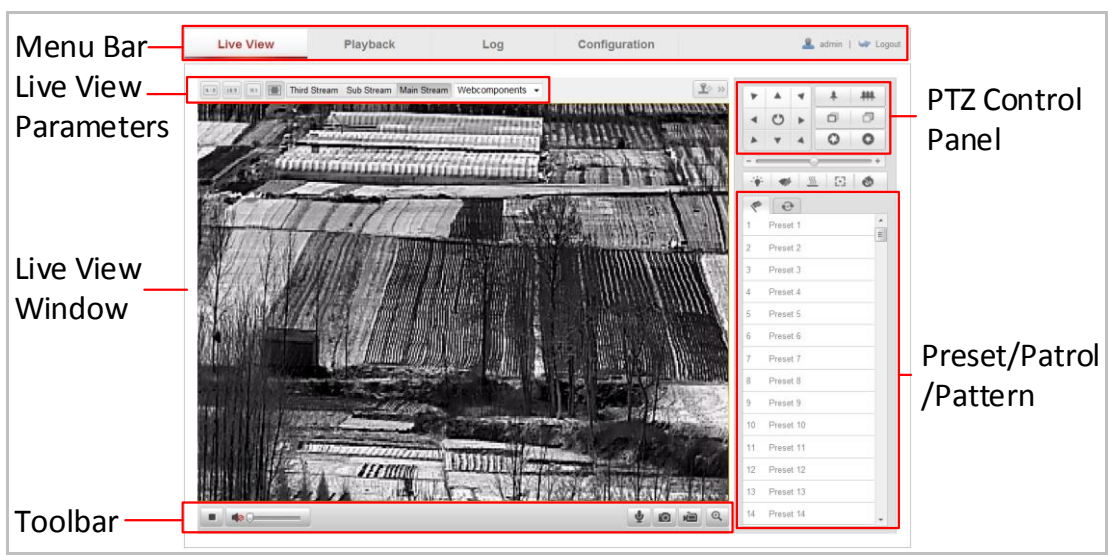 Menu Bar
Live View Playback Log Configuration admin | Logout
Live View
Parameters
Third Stream Sub Stream Main Stream Webcomponents
PTZ Control
Panel
Live View
Window
1 Preset 1
2 Preset 2
3 Preset 3
4 Preset 4
5 Preset 5
6 Preset 6
7 Preset 7
8 Preset 8
9 Preset 9
10 Preset 10
11 Preset 11
12 Preset 12
13 Preset 13
14 Preset 14
Preset/Patrol
/Pattern
Toolbar